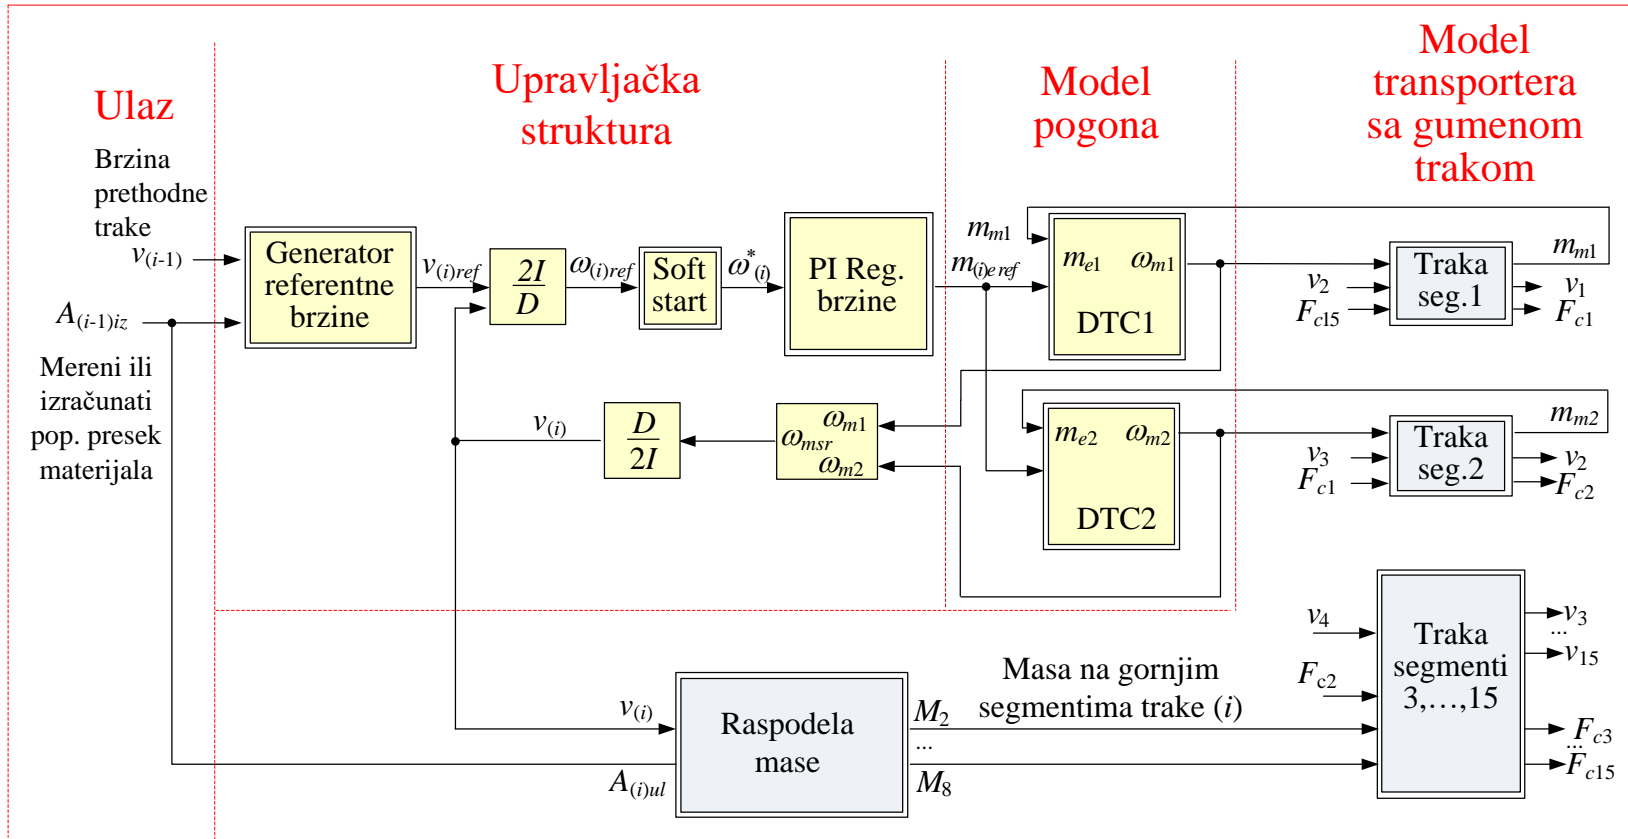 Ulaz
Upravljačka
struktura
Model
pogona
Model
transportera
sa gumenom
trakom
Brzina
prethodne
trake
v(i-1)
A(i-1)iz
Mereni ili
izračunati
pop. presek
materijala
Generator
referentne
brzine
v(i)ref
2I
D
ω(i)ref
Soft
start
ω*(i)
PI Reg.
brzine
mm1
m(i)e ref
me1 ωm1
DTC1
v2
Fc15
Traka
seg.1
mm1
v1
Fc1
v(i)
D
2I
ωm1
ωmsr
ωm2
me2 ωm2
DTC2
v3
Fc1
Traka
seg.2
mm2
v2
Fc2
v(i)
A(i)ul
Raspodela
mase
M2
...
M8
Masa na gornjim
segmentima trake (i)
v4
Fc2
Traka
segmenti
3,…,15
v3
...
v15
Fc3
...
Fc15